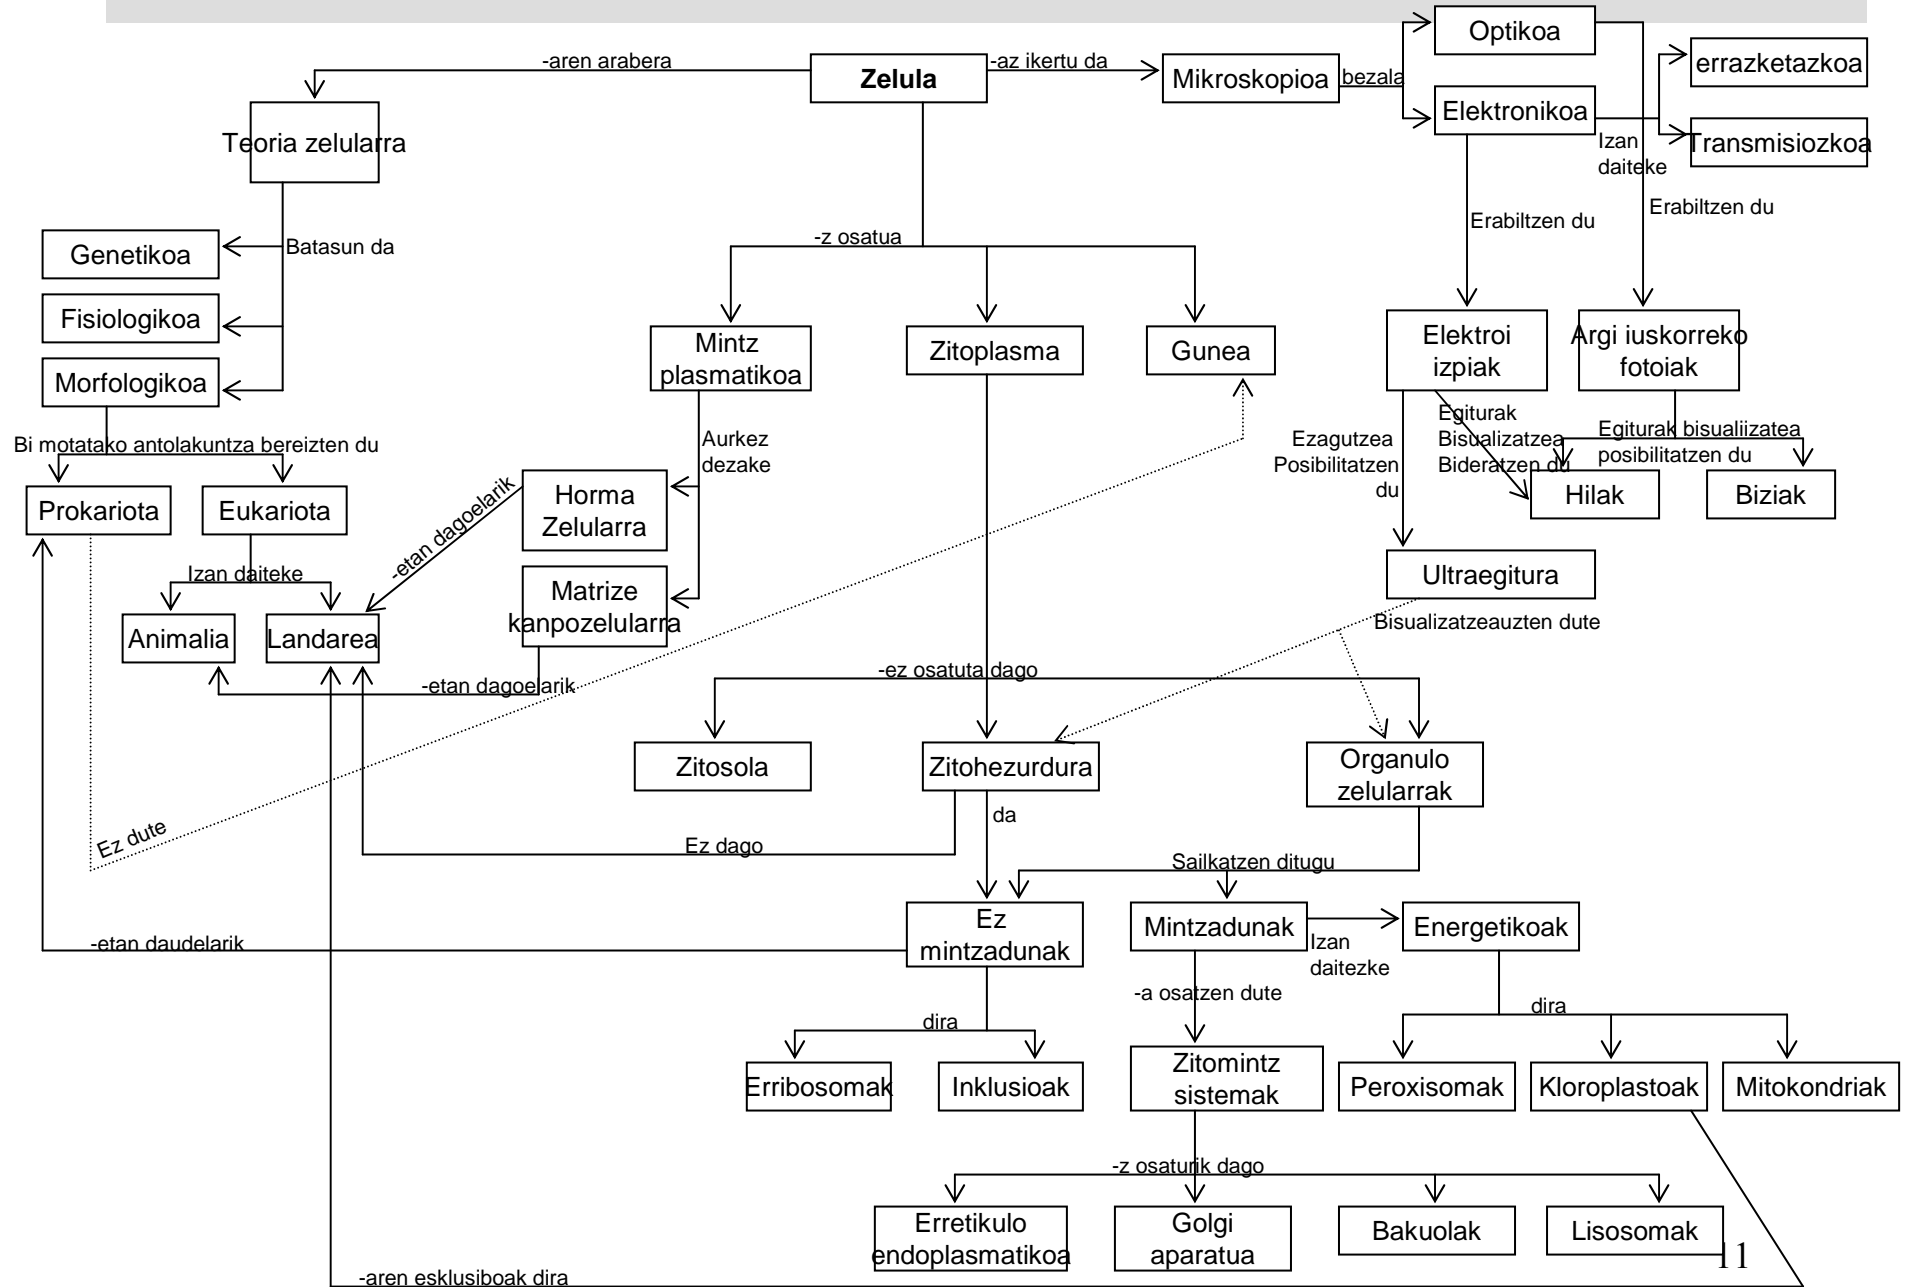 Optikoa
-aren arabera
Zelula
-az ikertu da
Mikroskopioa
bezala
errazketazkoa
Elektronikoa
Teoria zelularra
Izan
daiteke
Transmisiozkoa
Erabiltzen du
Erabiltzen du
Genetikoa
Batasun da
-z osatua
Fisiologikoa
Morfologikoa
Mintz
plasmatikoa
Zitoplasma
Gunea
Elektroi
izpiak
Argi iuskorreko
fotoiak
Bi motatako antolakuntza bereizten du
Aurkez
dezake
Ezagutzea
Posibilitatzen
du
Egiturak
Bisualizatzea
Bideratzen du
Egiturak bisualiizatea
posibilitatzen du
Prokariota
Eukariota
-etan dagoelarik
Horma
Zelularra
Hilak
Biziak
Izan daiteke
Matrize
kanpozelularra
Ultraegitura
Animalia
Landarea
Bisualizatzeauzten dute
-etan dagoelarik
-ez osatuta dago
Zitosola
Zitohezurdura
Organulo
zelularrak
da
Ez dute
Ez dago
Sailkatzen ditugu
Ez
mintzadunak
Mintzadunak
Izan
daitezke
Energetikoak
-etan daudelarik
-a osatzen dute
dira
dira
Erribosomak
Inklusioak
Zitomintz
sistemak
Peroxisomak
Kloroplastoak
Mitokondriak
-z osaturik dago
Erretikulo
endoplasmatikoa
Golgi
aparatua
Bakuolak
Lisosomak
11
-aren esklusiboak dira